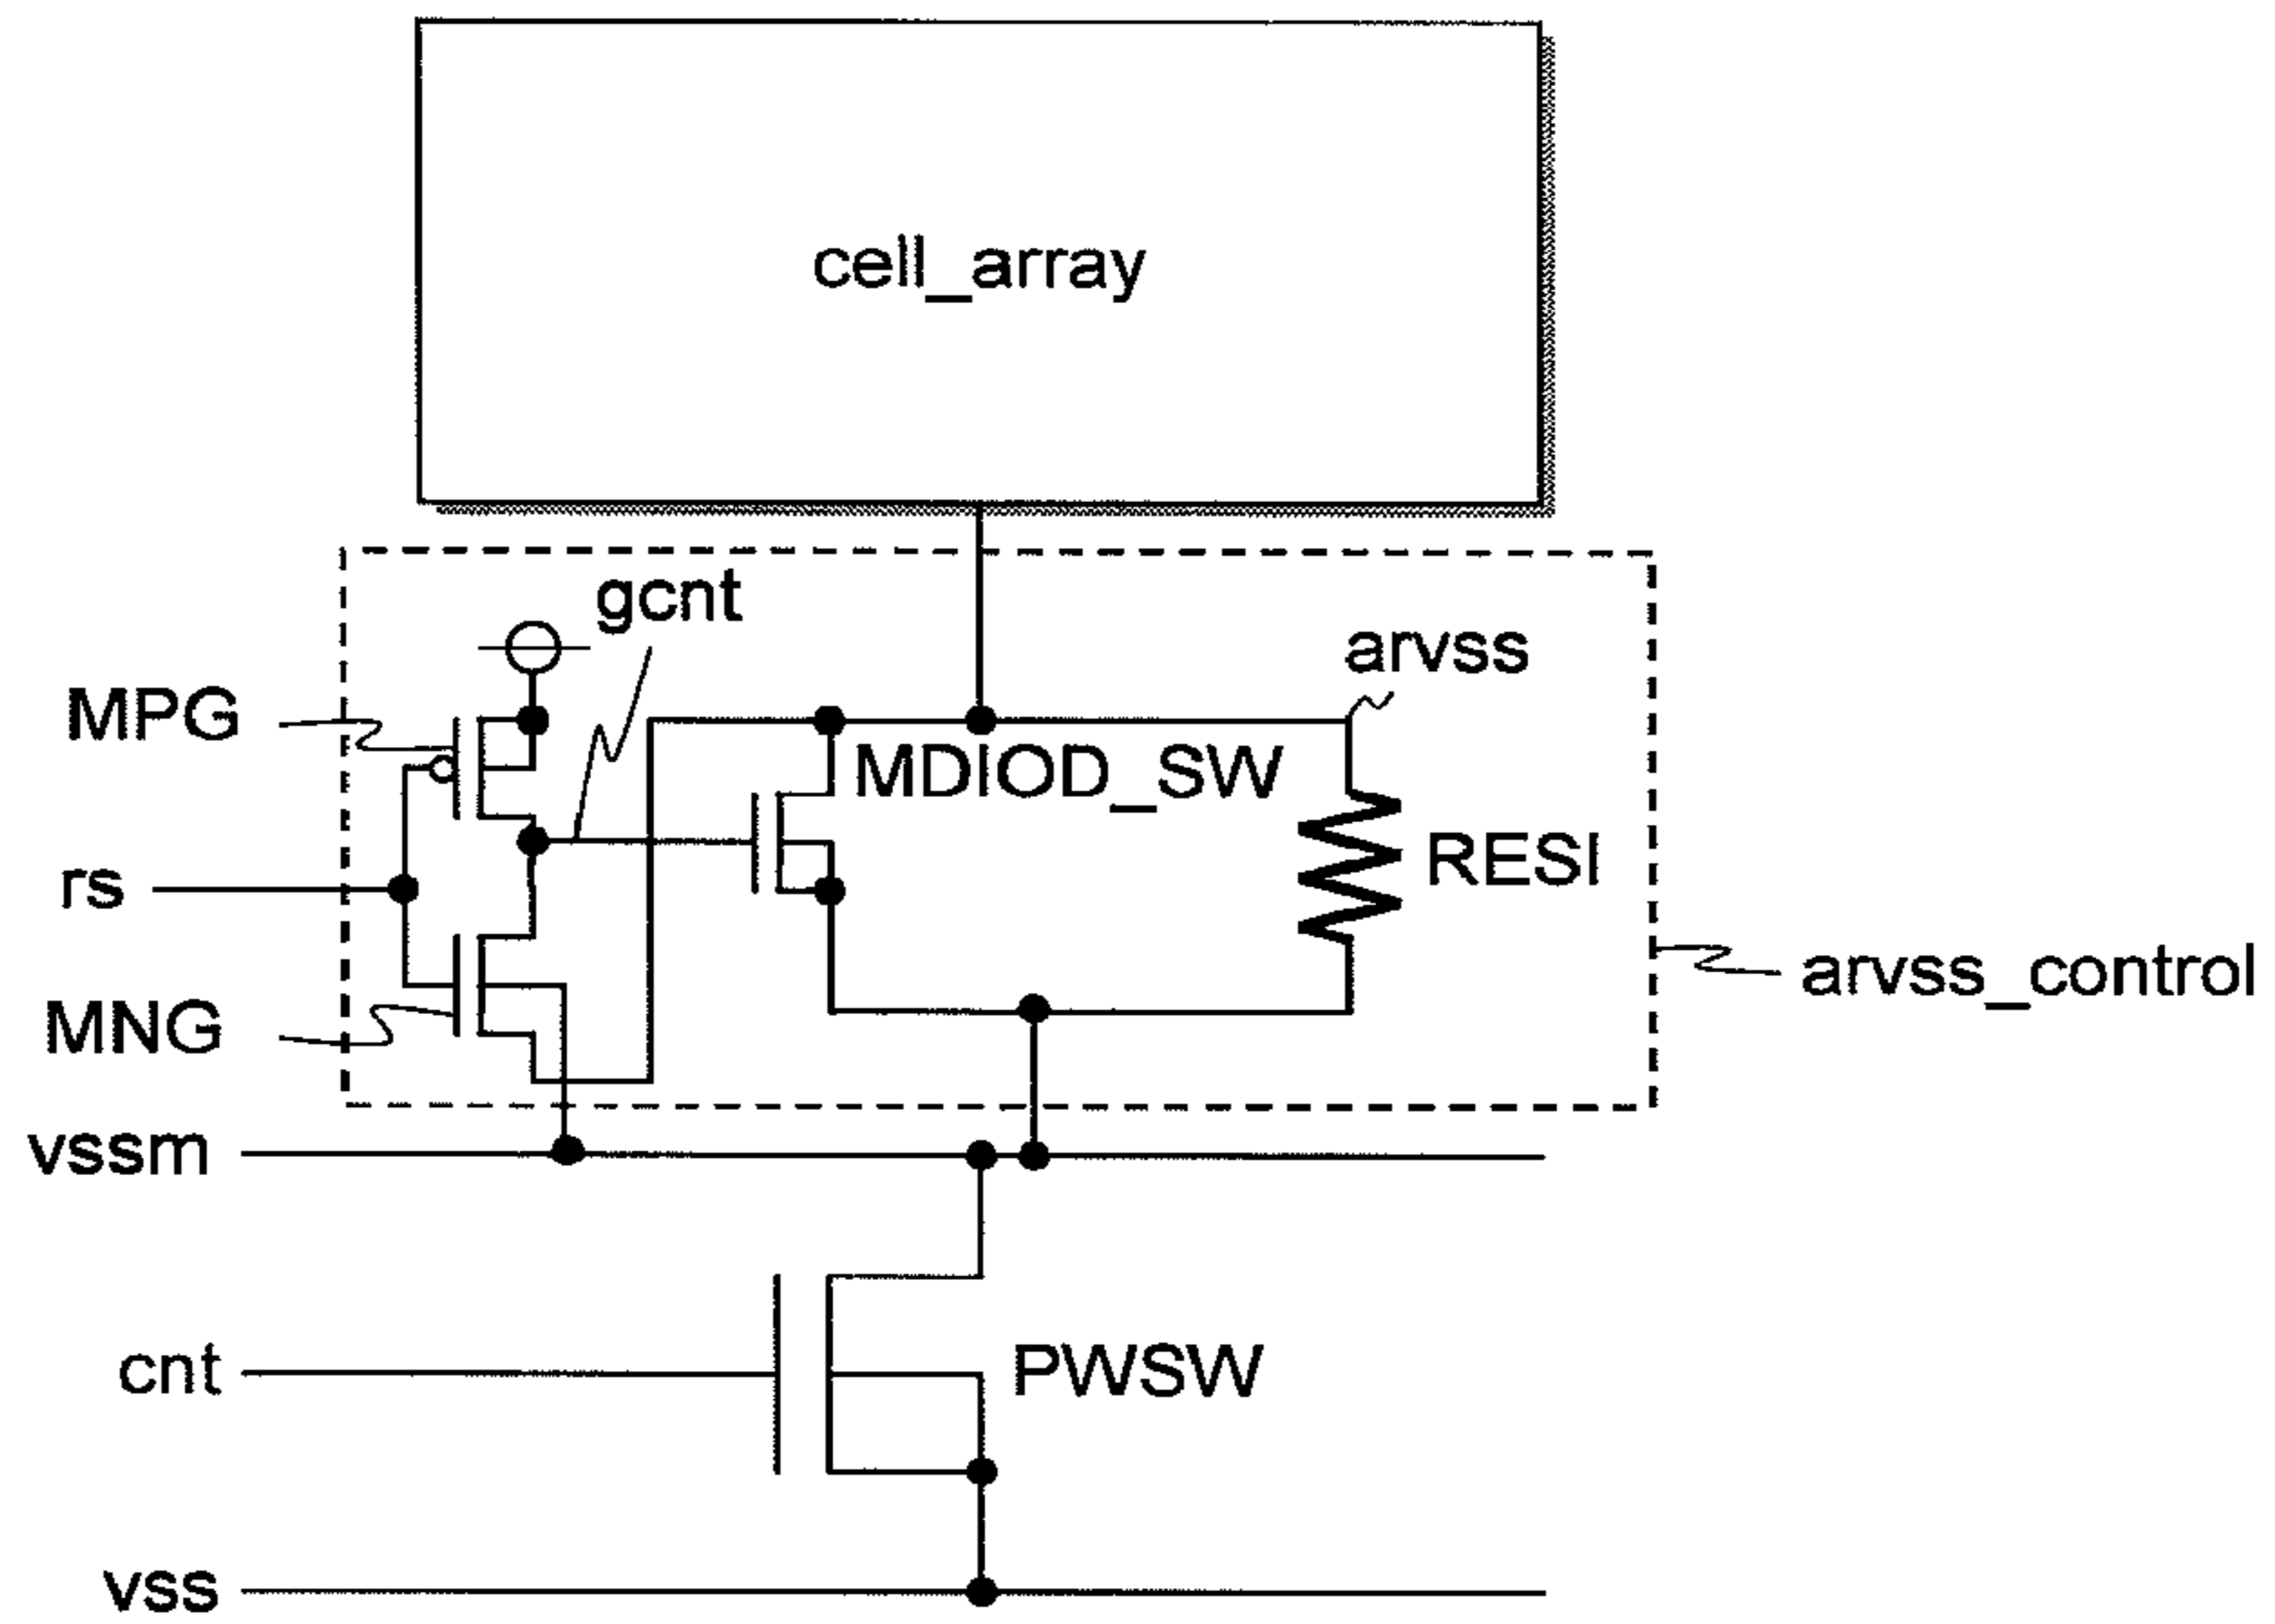 cell_array
gcnt
arvss
MPG
MDIOD_SW
RESI
rs
arvss_control
MNG
vssm
cnt
PWSW
vss